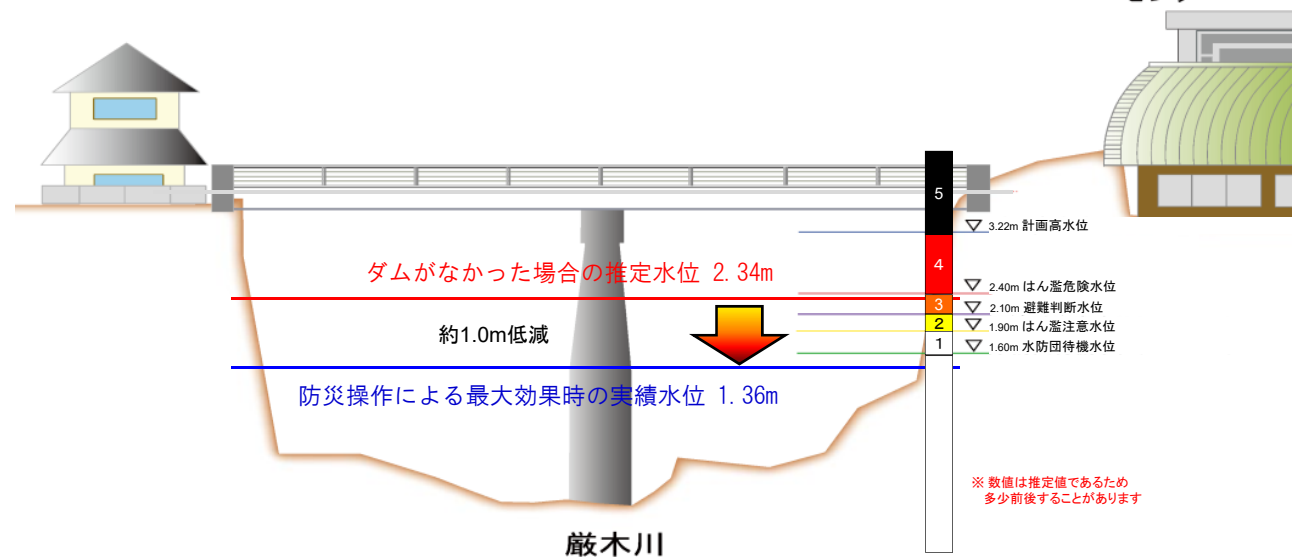 5
3.22m 計画高水位
4
ダムがなかった場合の推定水位 2.34m
2.40m はん濫危険水位
3
2.10m 避難判断水位
2
1.90m はん濫注意水位
約1.0m低減
1
1.60m 水防団待機水位
防災操作による最大効果時の実績水位 1.36m
※ 数値は推定値であるため
多少前後することがあります
厳木川